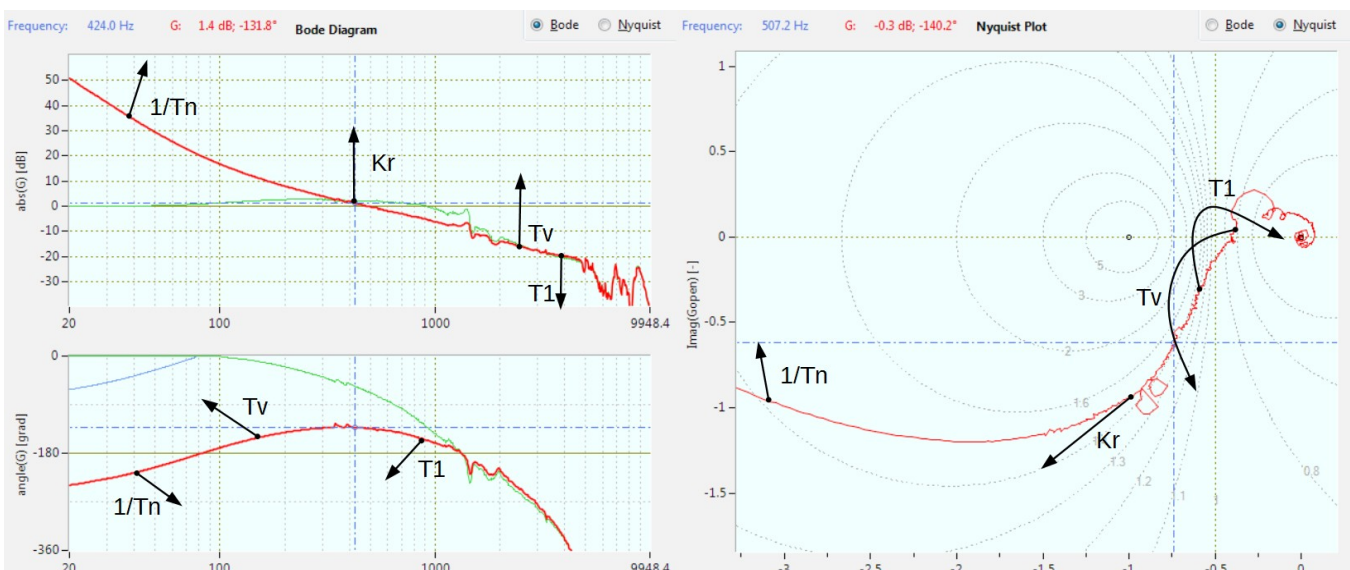 Frequency: 424.0 Hz G: 1.4 dB; -131.8° Bode Diagram Bode Nyquist
50
40
30
20
10
0
-10
-20
-30
abs(G) [dB]
1/Tn
Kr
Tv
T1
20 100 1000 9948.4
0
-180
-360
angle(G) [grad]
Tv
1/Tn
T1
20 100 1000 9948.4
Frequency: 507.2 Hz G: -0.3 dB; -140.2° Nyquist Plot Bode Nyquist
1
0.5
0
-0.5
-1
-1.5
Imag(Gopen) [-]
T1
5
3
Tv
2
1/Tn
1.6
Kr
1.3
1.2
1.1
1
0.8
-3 -2.5 -2 -1.5 -1 -0.5 0